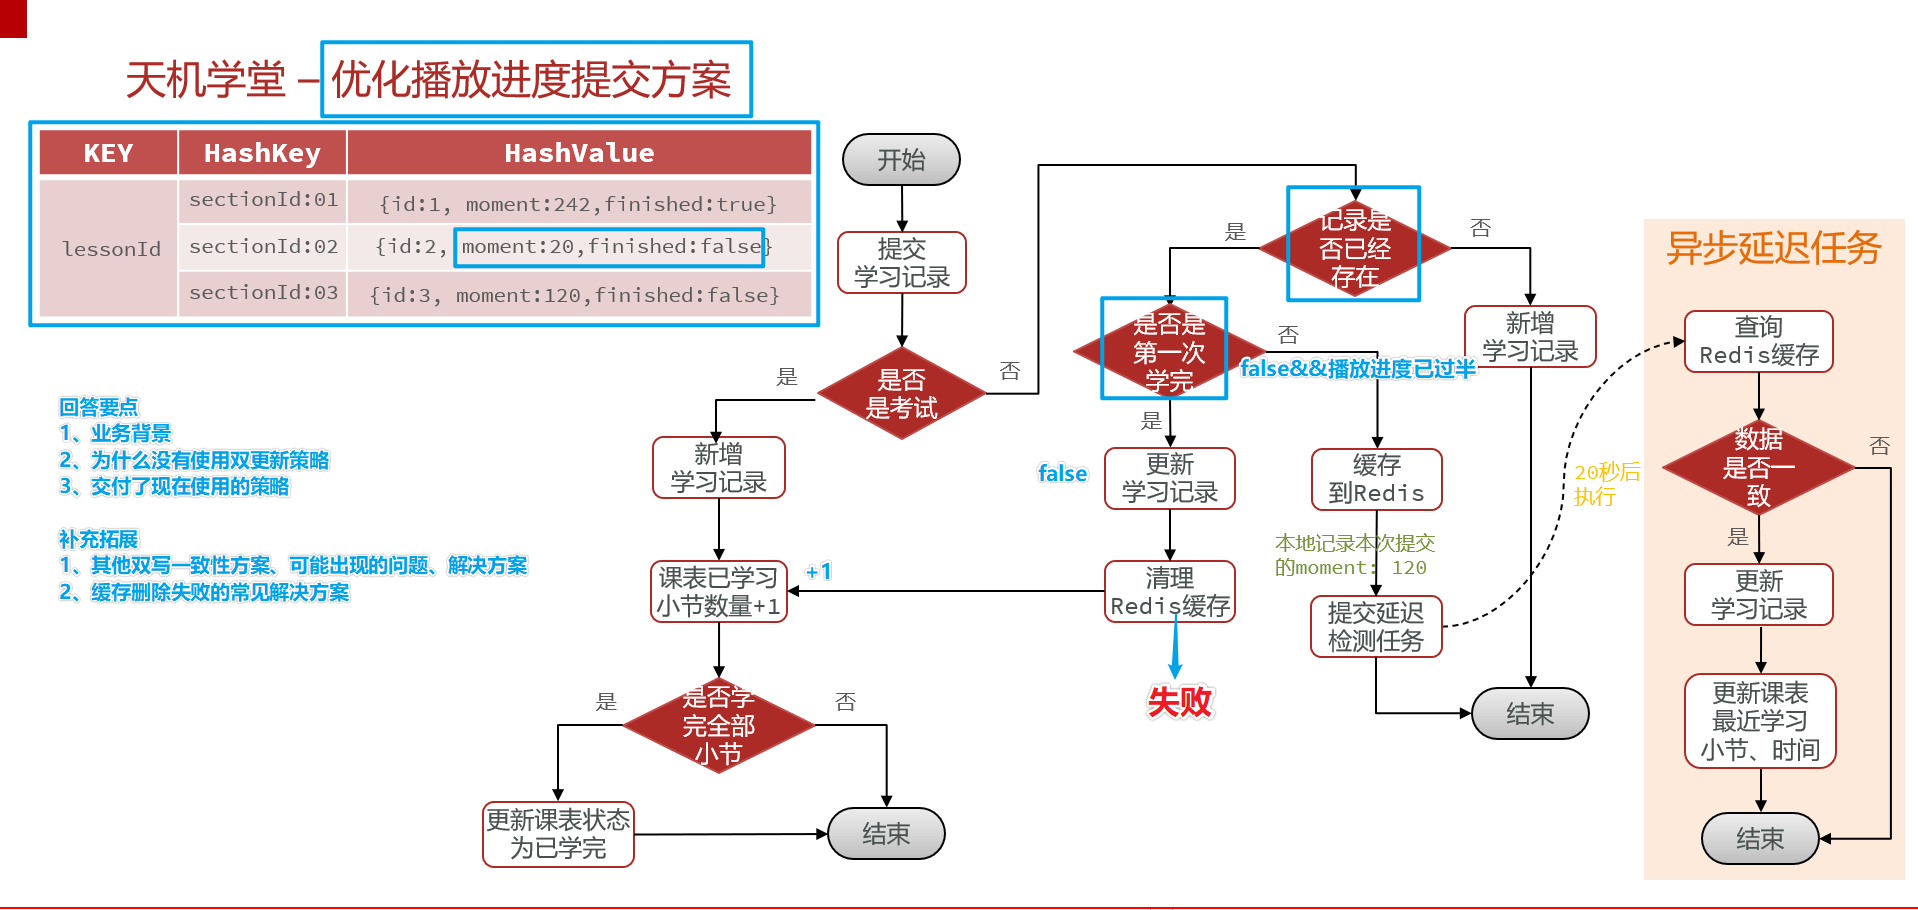 天机学堂 – 优化播放进度提交方案
KEY HashKey HashValue
lessonId
sectionId:01 {id:1, moment:242,finished:true}
sectionId:02 {id:2, moment:20,finished:false}
sectionId:03 {id:3, moment:120,finished:false}
回答要点
1、业务背景
2、为什么没有使用双更新策略
3、交付了现在使用的策略
补充拓展
1、其他双写一致性方案、可能出现的问题、解决方案
2、缓存删除失败的常见解决方案
开始
提交
学习记录
是否
是考试
是
否
新增
学习记录
课表已学习
小节数量+1
+1
是否学
完全部
小节
是
否
更新课表状态
为已学完
结束
记录是
否已经
存在
是
否
是否是
第一次
学完
否
false&&播放进度已过半
是
false
更新
学习记录
清理
Redis缓存
失败
缓存
到Redis
本地记录本次提交
的moment: 120
提交延迟
检测任务
新增
学习记录
结束
20秒后
执行
异步延迟任务
查询
Redis缓存
数据
是否一
致
否
是
更新
学习记录
更新课表
最近学习
小节、时间
结束